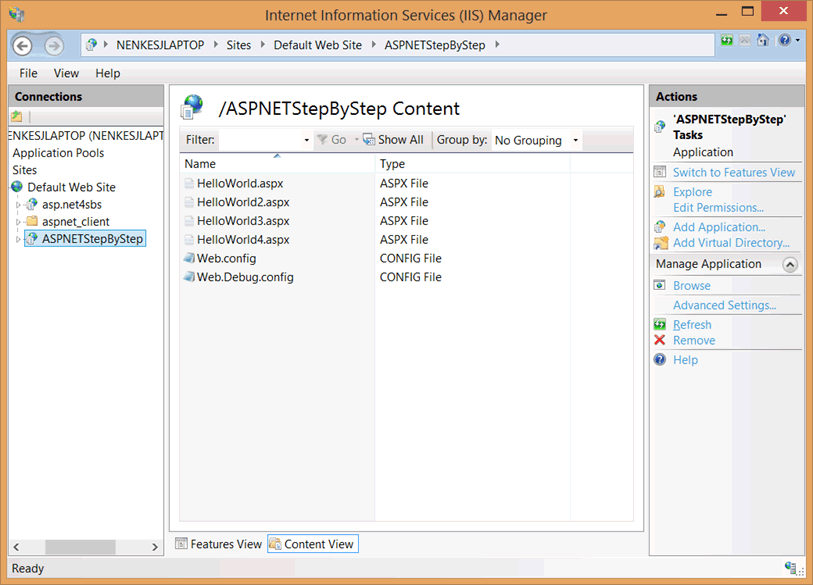 Internet Information Services (IIS) Manager
NENKESJLAPTOP Sites Default Web Site ASPNETStepByStep
File View Help
Connections
ENKESJLAPTOP (NENKESJLAPT
Application Pools
Sites
Default Web Site
asp.net4sbs
aspnet_client
ASPNETStepByStep
/ASPNETStepByStep Content
Filter: Go Show All Group by: No Grouping
Name Type
HelloWorld.aspx ASPX File
HelloWorld2.aspx ASPX File
HelloWorld3.aspx ASPX File
HelloWorld4.aspx ASPX File
Web.config CONFIG File
Web.Debug.config CONFIG File
Features View Content View
Actions
'ASPNETStepByStep'
Tasks
Application
Switch to Features View
Explore
Edit Permissions...
Add Application...
Add Virtual Directory...
Manage Application
Browse
Advanced Settings...
Refresh
Remove
Help
Ready